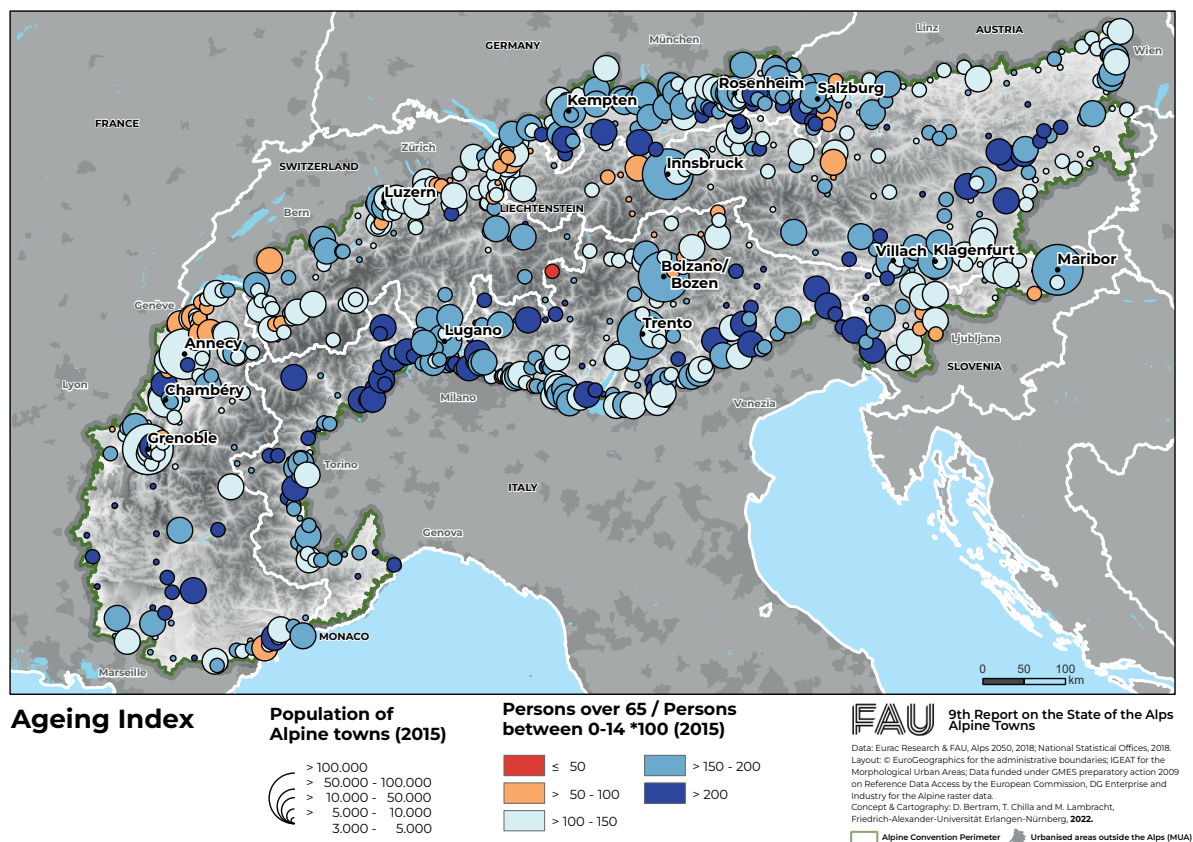 Linz
AUSTRIA
Wien
München
GERMANY
Rosenheim
Salzburg
Kempten
FRANCE
Zürich
SWITZERLAND
Innsbruck
Luzern
LIECHTENSTEIN
Bern
Villach
Klagenfurt
Maribor
Bolzano/
Bozen
Genève
Trento
Lugano
Annecy
Ljubljana
SLOVENIA
Lyon
Chambéry
Milano
Venezia
Grenoble
Torino
ITALY
Genova
MONACO
Marseille
0 50 100
km
Ageing Index
Population of
Alpine towns (2015)
> 100.000
> 50.000 - 100.000
> 10.000 - 50.000
> 5.000 - 10.000
3.000 - 5.000
Persons over 65 / Persons
between 0-14 *100 (2015)
≤ 50
> 50 - 100
> 100 - 150
> 150 - 200
> 200
FAU
9th Report on the State of the Alps
Alpine Towns
Data: Eurac Research & FAU, Alps 2050, 2018; National Statistical Offices, 2018.
Layout: © EuroGeographics for the administrative boundaries; IGEAT for the
Morphological Urban Areas; Data funded under GMES preparatory action 2009
on Reference Data Access by the European Commission, DG Enterprise and
Industry for the Alpine raster data.
Concept & Cartography: D. Bertram, T. Chilla and M. Lambracht,
Friedrich-Alexander-Universität Erlangen-Nürnberg, 2022.
Alpine Convention Perimeter
Urbanised areas outside the Alps (MUA)